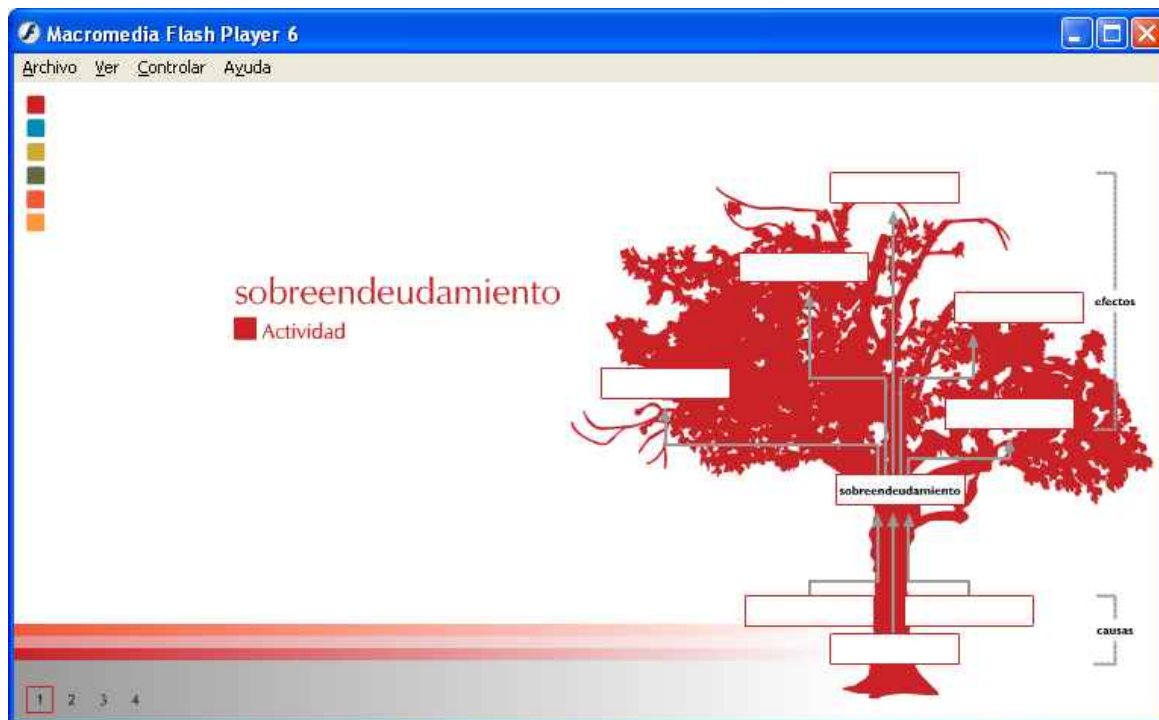 Macromedia Flash Player 6
Archivo Ver Controlar Ayuda
sobreendeudamiento
Actividad
efectos
sobreendeudamiento
causas
1 2 3 4